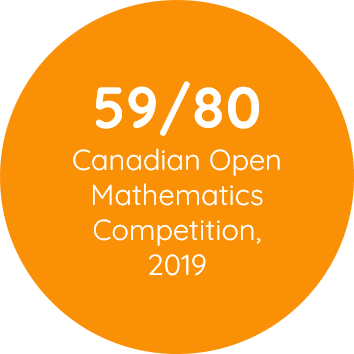 59/80
Canadian Open
Mathematics
Competition,
2019